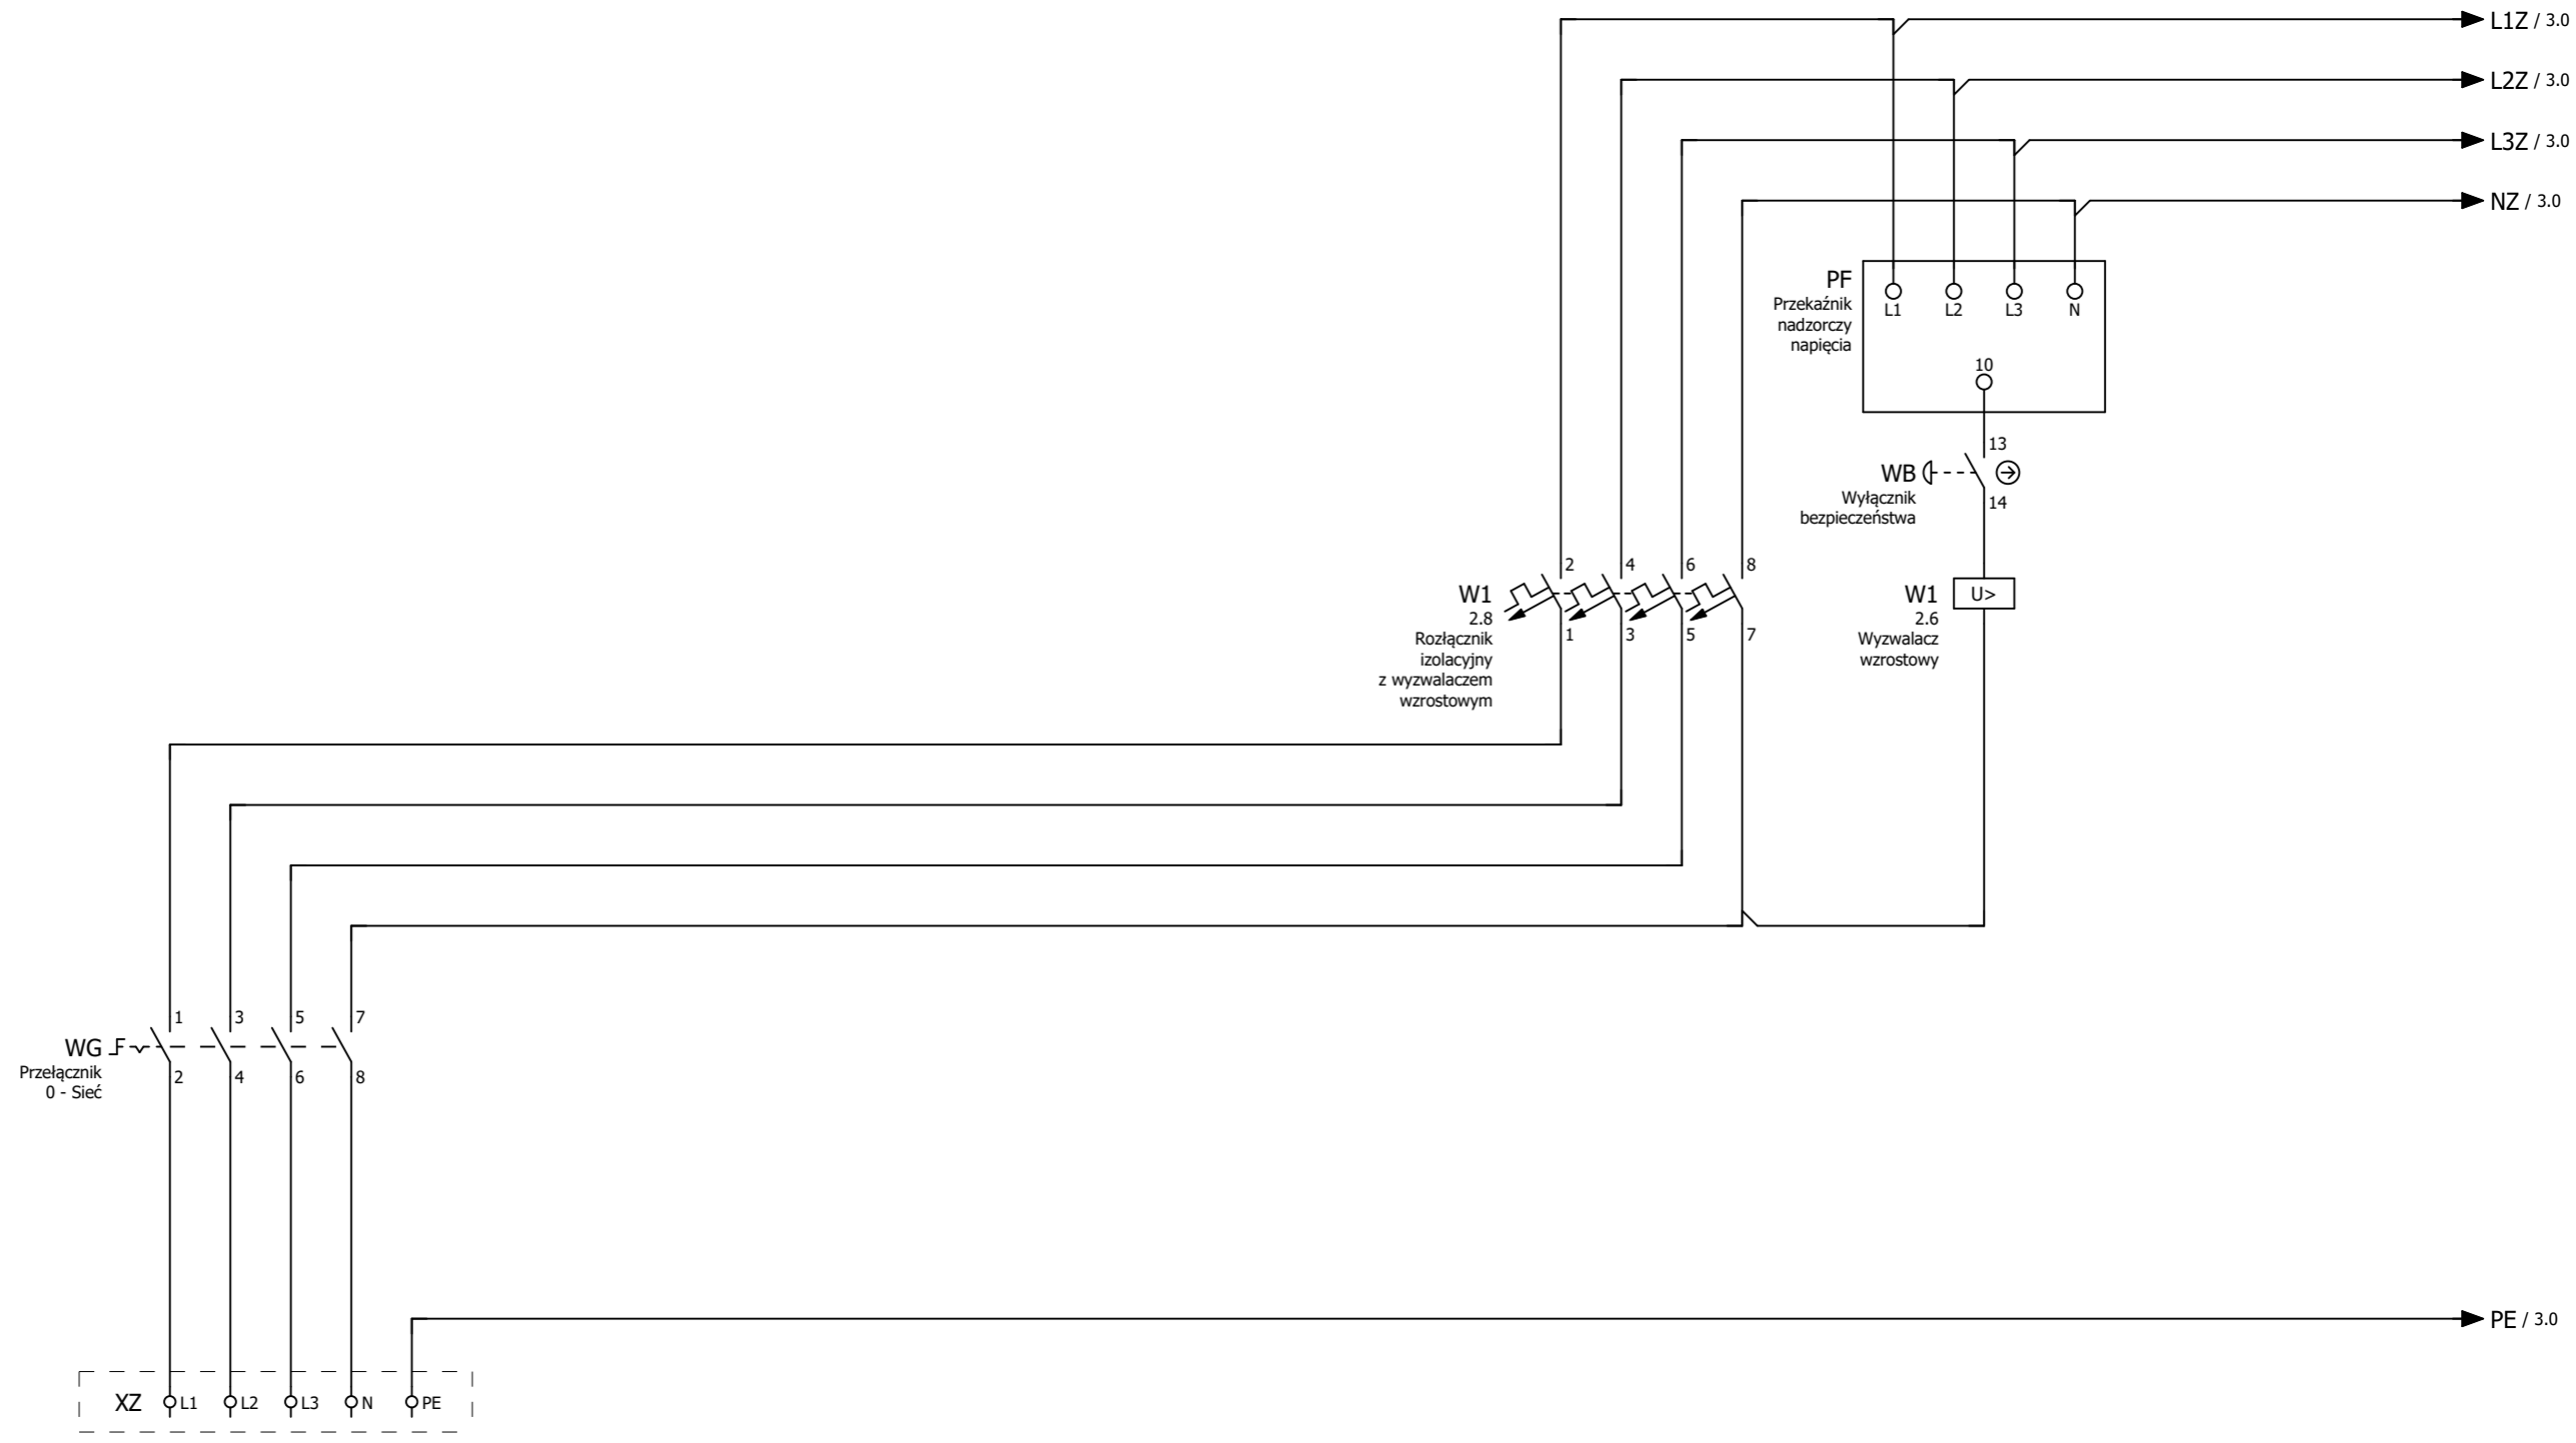 L1Z / 3.0
L2Z / 3.0
L3Z / 3.0
NZ / 3.0
PF
Przekaźnik
nadzorczy
napięcia
L1 L2 L3 N
10
13
WB
Wyłącznik
bezpieczeństwa
14
2 4 6 8
W1
2.8
Rozłącznik
izolacyjny
z wyzwalaczem
wzrostowym
1 3 5 7
W1
2.6
Wyzwalacz
wzrostowy
U>
1 3 5 7
WG
Przełącznik
0 - Sieć
2 4 6 8
PE / 3.0
XZ L1 L2 L3 N PE